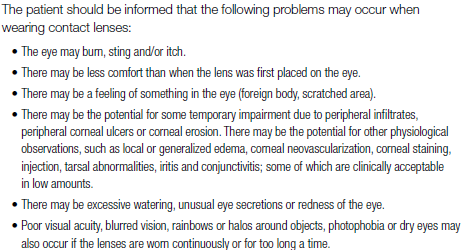 The patient should be informed that the following problems may occur when
wearing contact lenses:
• The eye may burn, sting and/or itch.
• There may be less comfort than when the lens was first placed on the eye.
• There may be a feeling of something in the eye (foreign body, scratched area).
• There may be the potential for some temporary impairment due to peripheral infiltrates,
peripheral corneal ulcers or corneal erosion. There may be the potential for other physiological
observations, such as local or generalized edema, corneal neovascularization, corneal staining,
injection, tarsal abnormalities, iritis and conjunctivitis; some of which are clinically acceptable
in low amounts.
• There may be excessive watering, unusual eye secretions or redness of the eye.
• Poor visual acuity, blurred vision, rainbows or halos around objects, photophobia or dry eyes may
also occur if the lenses are worn continuously or for too long a time.